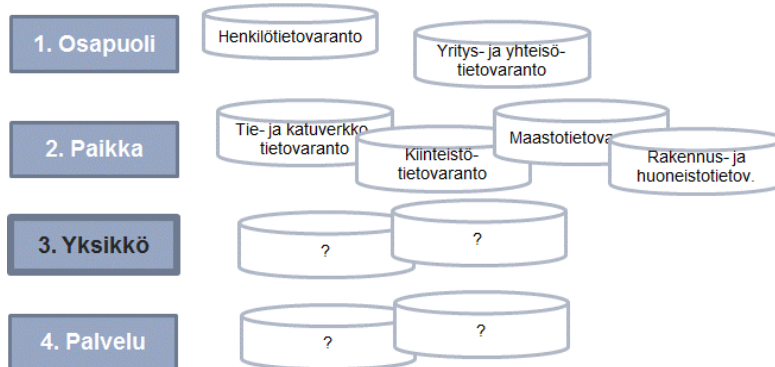 1. Osapuoli
Henkilötietovaranto
Yritys- ja yhteisö-
tietovaranto
2. Paikka
Tie- ja katuverkko
tietovaranto
Kiinteistö-
tietovaranto
Maastotietova
Rakennus- ja
huoneistotietov.
3. Yksikkö
?
?
4. Palvelu
?
?